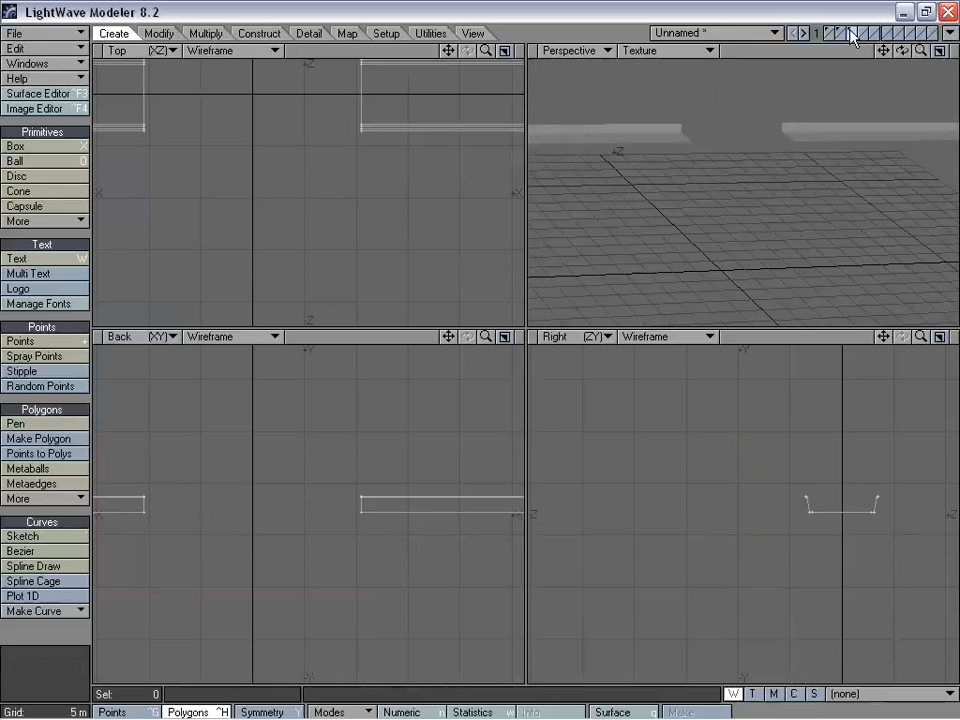 LightWave Modeler 8.2
File Create Modify Multiply Construct Detail Map Setup Utilities View Unnamed * 1
Edit Top (XZ) Wireframe Perspective Texture
Windows
Help
Surface Editor ^F3
Image Editor ^F4
Primitives
Box X
Ball O
Disc
Cone
Capsule
More
Text
Text W
Multi Text
Logo
Manage Fonts
Points
Points +
Spray Points
Stipple
Random Points
Polygons
Pen
Make Polygon
Points to Polys
Metaballs
Metaedges
More
Curves
Sketch
Bezier
Spline Draw
Spline Cage
Plot 1D
Make Curve
Z
X X
Z
Z
Back (XY) Wireframe Right (ZY) Wireframe
Y Y
X X Z Z
Y Y
Set: 0 W T M C S (none)
Grid: 5 m Points ^G Polygons ^H Symmetry Y Modes Numeric n Statistics w Info Surface q Make